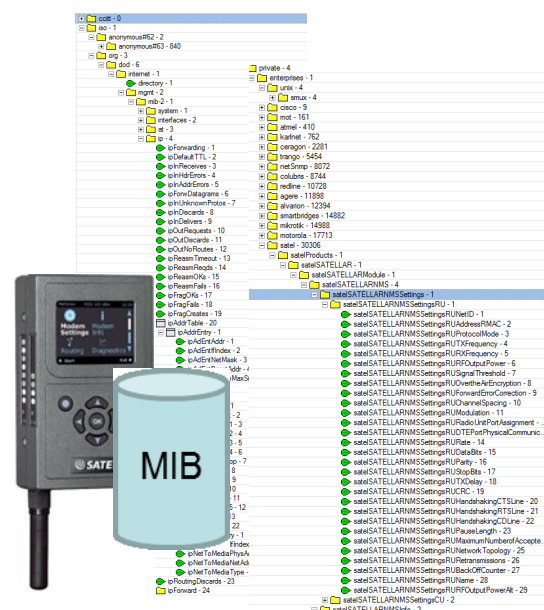 ccitt - 0
iso - 1
anonymous#62 - 2
anonymous#63 - 840
org - 3
dod - 6
internet - 1
directory - 1
mgmt - 2
mib-2 - 1
system - 1
interfaces - 2
at - 3
ip - 4
ipForwarding - 1
ipDefaultTTL - 2
ipInReceives - 3
ipInHdrErrors - 4
ipInAddrErrors - 5
ipForwDatagrams - 6
ipInUnknownProtos - 7
ipInDiscards - 8
ipInDelivers - 9
ipOutRequests - 10
ipOutDiscards - 11
ipOutNoRoutes - 12
ipReasmTimeout - 13
ipReasmReqds - 14
ipReasmOKs - 15
ipReasmFails - 16
ipFragOKs - 17
ipFragFails - 18
ipFragCreates - 19
ipAddrTable - 20
ipAddrEntry - 1
ipAdEntAddr - 1
ipAdEntIfIndex - 2
ipAdEntNetMask - 3
ipNetToMediaType -
ipRoutingDiscards - 23
ipForward - 24
private - 4
enterprises - 1
unix - 4
smux - 4
cisco - 9
mot - 161
atmel - 410
karlnet - 762
ceragon - 2281
trango - 5454
netSnmp - 8072
colubris - 8744
redline - 10728
agere - 11898
alvarion - 12394
smartbridges - 14882
mikrotik - 14988
motorola - 17713
satel - 30306
satelProducts - 1
satelSATELLAR - 1
satelSATELLARModule - 1
satelSATELLARNMS - 4
satelSATELLARNMSSettings - 1
satelSATELLARNMSSettingsRU - 1
satelSATELLARNMSSettingsRUNetID - 1
satelSATELLARNMSSettingsRUAddressRMAC - 2
satelSATELLARNMSSettingsRUProtocolMode - 3
satelSATELLARNMSSettingsRUTXFrequency - 4
satelSATELLARNMSSettingsRURXFrequency - 5
satelSATELLARNMSSettingsRURFOutputPower - 6
satelSATELLARNMSSettingsRUSignalThreshold - 7
satelSATELLARNMSSettingsRUOvertheAirEncryption - 8
satelSATELLARNMSSettingsRUForwardErrorCorrection - 9
satelSATELLARNMSSettingsRUChannelSpacing - 10
satelSATELLARNMSSettingsRUModulation - 11
satelSATELLARNMSSettingsRURadioUnitPortAssignment - ..
satelSATELLARNMSSettingsRUDTEPortPhysicalCommunic...
satelSATELLARNMSSettingsRURate - 14
satelSATELLARNMSSettingsRUDataBits - 15
satelSATELLARNMSSettingsRUParity - 16
satelSATELLARNMSSettingsRUStopBits - 17
satelSATELLARNMSSettingsRUTXDelay - 18
satelSATELLARNMSSettingsRUCRC - 19
satelSATELLARNMSSettingsRUHandshakingCTSLine - 20
satelSATELLARNMSSettingsRUHandshakingRTSLine - 21
satelSATELLARNMSSettingsRUHandshakingCDLine - 22
satelSATELLARNMSSettingsRUPauseLength - 23
satelSATELLARNMSSettingsRUMaximumNumberofAccepte...
satelSATELLARNMSSettingsRUNetworkTopology - 25
satelSATELLARNMSSettingsRURetransmissions - 26
satelSATELLARNMSSettingsRUBackOffCounter - 27
satelSATELLARNMSSettingsRUName - 28
satelSATELLARNMSSettingsRURFOutputPowerAlt - 29
satelSATELLARNMSSettingsCU - 2
Modem Settings
Modem Info
Routing
Diagnostics
OK
SATE
MIB